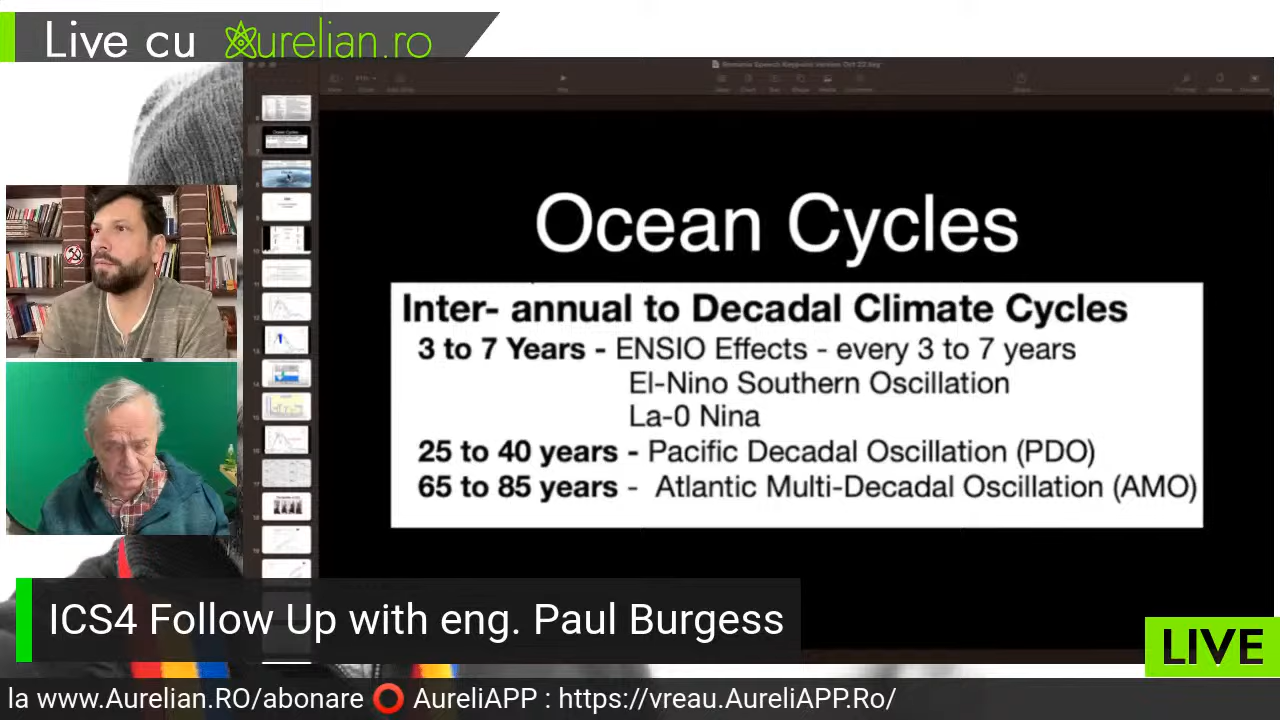 Live cu Aurelian.ro
Ocean Cycles
Inter- annual to Decadal Climate Cycles
3 to 7 Years - ENSIO Effects - every 3 to 7 years
El-Nino Southern Oscillation
La-0 Nina
25 to 40 years - Pacific Decadal Oscillation (PDO)
65 to 85 years - Atlantic Multi-Decadal Oscillation (AMO)
ICS4 Follow Up with eng. Paul Burgess
LIVE
la www.Aurelian.RO/abonare ⭕ AureliAPP : https://vreau.AureliAPP.Ro/